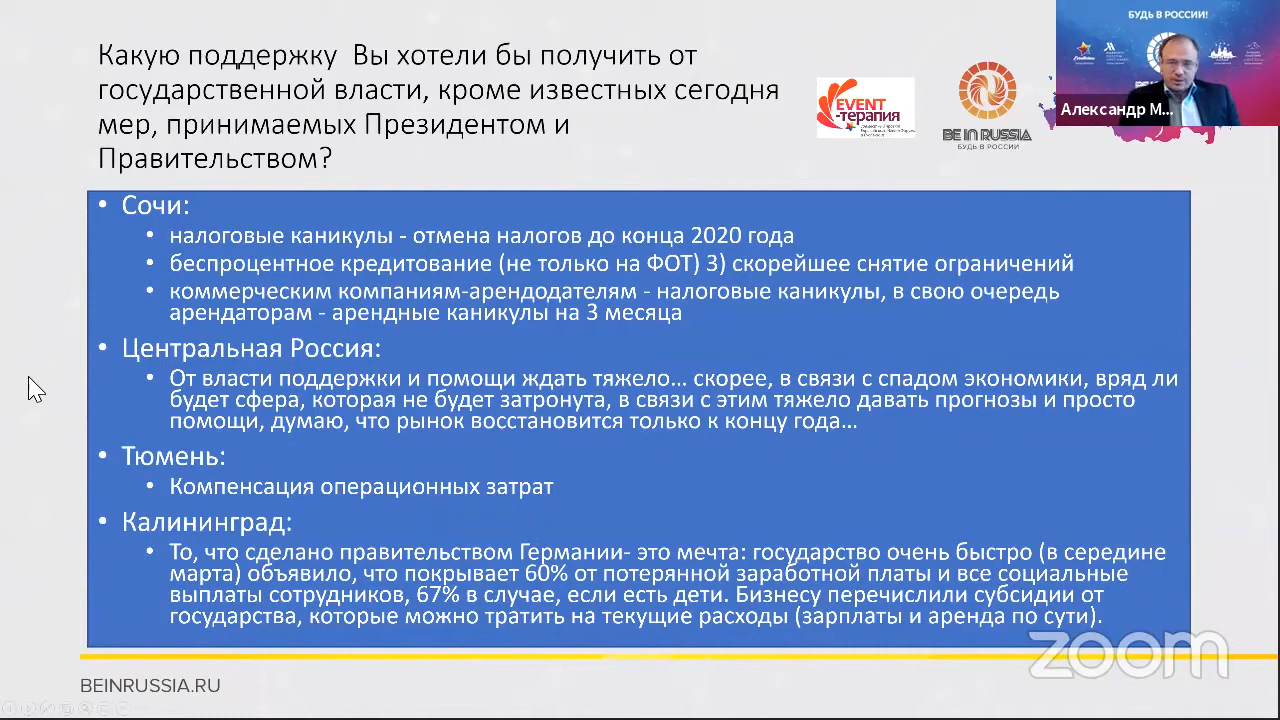 Какую поддержку Вы хотели бы получить от
государственной власти, кроме известных сегодня
мер, принимаемых Президентом и
Правительством?
EVENT
-терапия
BE IN RUSSIA
БУДЬ В РОССИИ
БУДЬ В РОССИИ!
Александр М...
• Сочи:
• налоговые каникулы - отмена налогов до конца 2020 года
• беспроцентное кредитование (не только на ФОТ) 3) скорейшее снятие ограничений
• коммерческим компаниям-арендодателям - налоговые каникулы, в свою очередь
арендаторам - арендные каникулы на 3 месяца
• Центральная Россия:
• От власти поддержки и помощи ждать тяжело... скорее, в связи с спадом экономики, вряд ли
будет сфера, которая не будет затронута, в связи с этим тяжело давать прогнозы и просто
помощи, думаю, что рынок восстановится только к концу года...
• Тюмень:
• Компенсация операционных затрат
• Калининград:
• То, что сделано правительством Германии- это мечта: государство очень быстро (в середине
марта) объявило, что покрывает 60% от потерянной заработной платы и все социальные
выплаты сотрудников, 67% в случае, если есть дети. Бизнесу перечислили субсидии от
государства, которые можно тратить на текущие расходы (зарплаты и аренда по сути).
zoom
BEINRUSSIA.RU